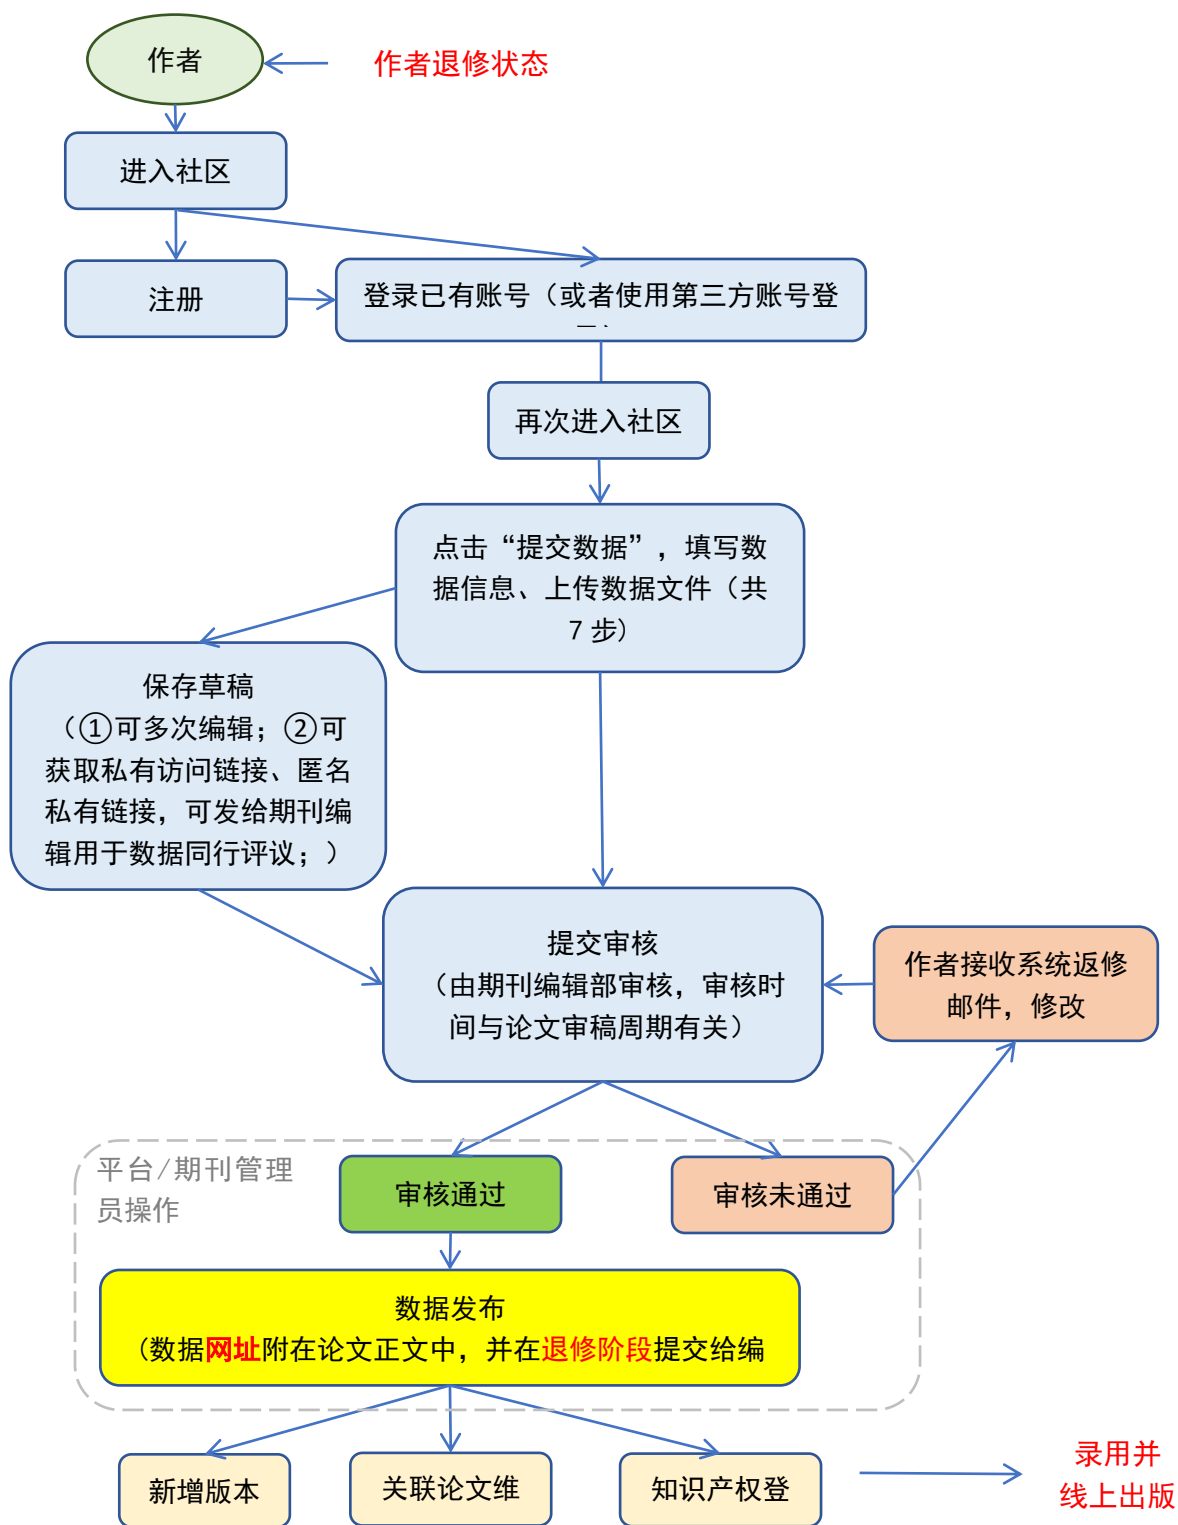 作者
作者退修状态
进入社区
注册
登录已有账号（或者使用第三方账号登
再次进入社区
点击“提交数据”，填写数
据信息、上传数据文件（共
7 步）
保存草稿
（①可多次编辑；②可
获取私有访问链接、匿名
私有链接，可发给期刊编
辑用于数据同行评议；）
提交审核
（由期刊编辑部审核，审核时
间与论文审稿周期有关）
作者接收系统返修
邮件，修改
平台/期刊管理
员操作
审核通过
审核未通过
数据发布
（数据网址附在论文正文中，并在退修阶段提交给编
新增版本
关联论文维
知识产权登
录用并
线上出版